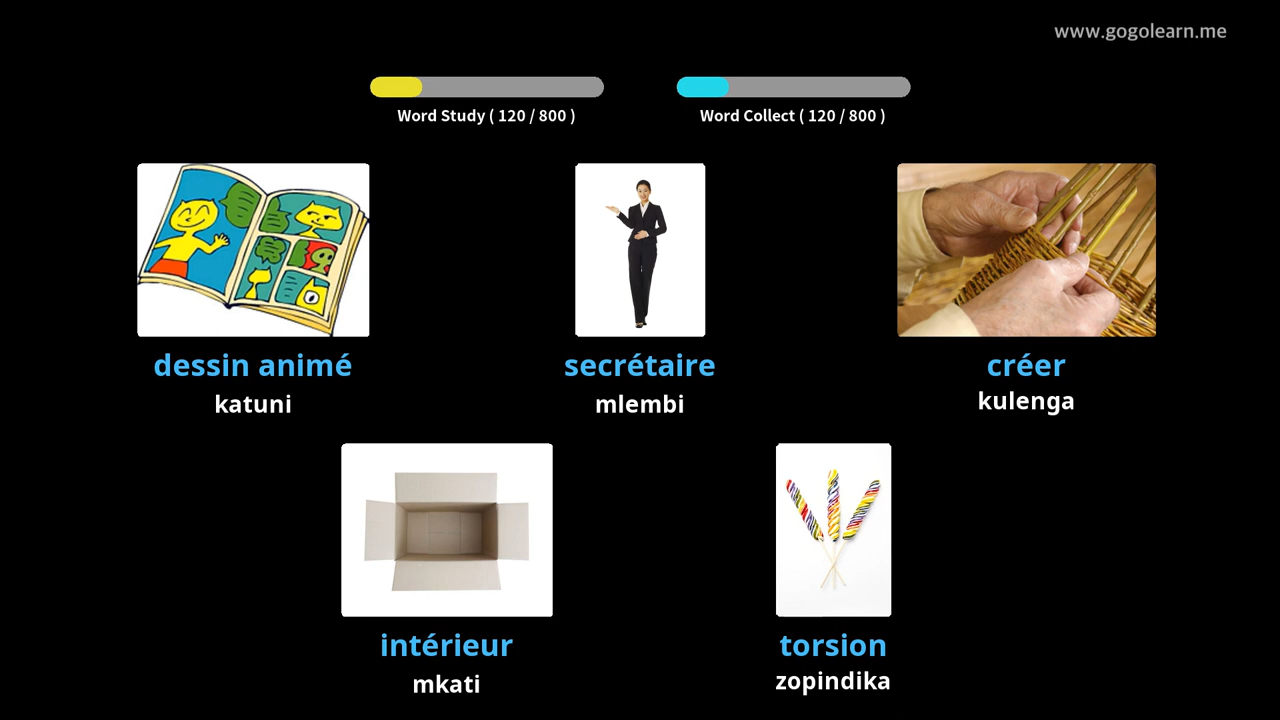 www.gogolearn.me
Word Study ( 120 / 800 )
Word Collect ( 120 / 800 )
dessin animé
katuni
secrétaire
mlembi
créer
kulenga
intérieur
mkati
torsion
zopindika